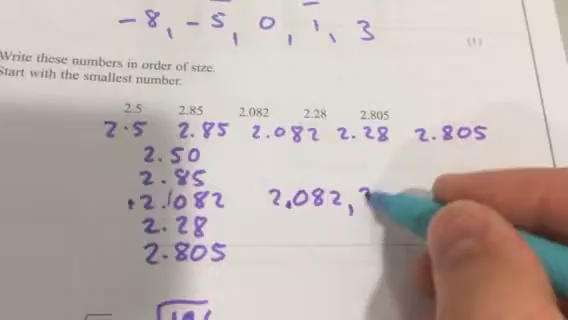 -8, -5, 0, 1, 3
(1)
Write these numbers in order of size.
Start with the smallest number.
2.5 2.85 2.082 2.28 2.805
2.5 2.85 2.082 2.28 2.805
2.50
2.85
2.082
2.082,
2.28
2.805